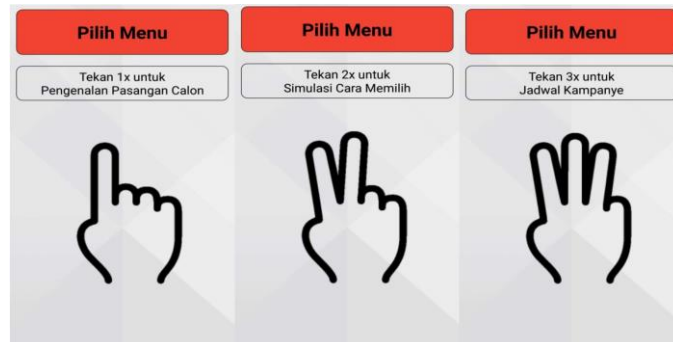 Pilih Menu
Tekan 1x untuk
Pengenalan Pasangan Calon
Pilih Menu
Tekan 2x untuk
Simulasi Cara Memilih
Pilih Menu
Tekan 3x untuk
Jadwal Kampanye